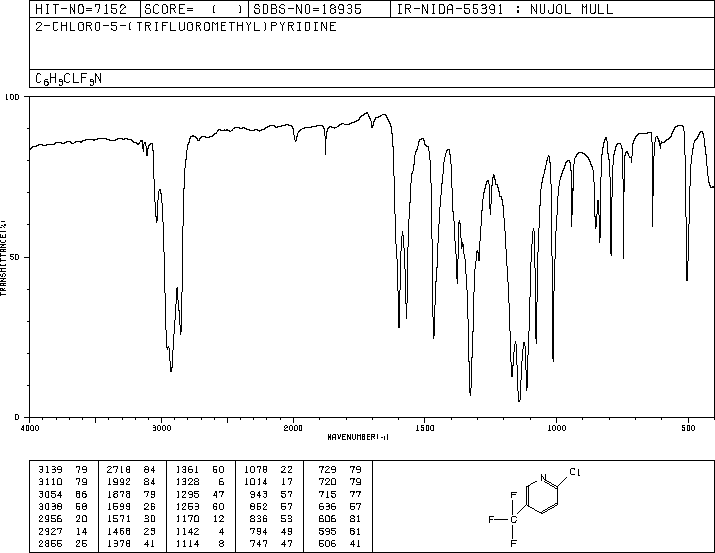 HIT-NO=7152 SCORE= ( ) SDBS-NO=18935 IR-NIDA-55391 : NUJOL MULL
2-CHLORO-5-(TRIFLUOROMETHYL)PYRIDINE
C6H3CLF3N
100
50
0
TRANSMITTANCE(%)
4000 3000 2000 1500 1000 500
WAVENUMBER(-1)
3139 79 2718 84 1361 60 1078 22 729 79
3110 79 1992 84 1328 6 1014 17 720 79
3054 86 1878 79 1295 47 943 57 715 77
3038 58 1599 26 1253 60 862 57 636 57
2956 20 1571 30 1170 12 836 53 606 81
2927 14 1468 23 1142 4 794 49 595 81
2855 25 1378 41 1114 8 747 47 506 41
Cl
N
F
F C
F